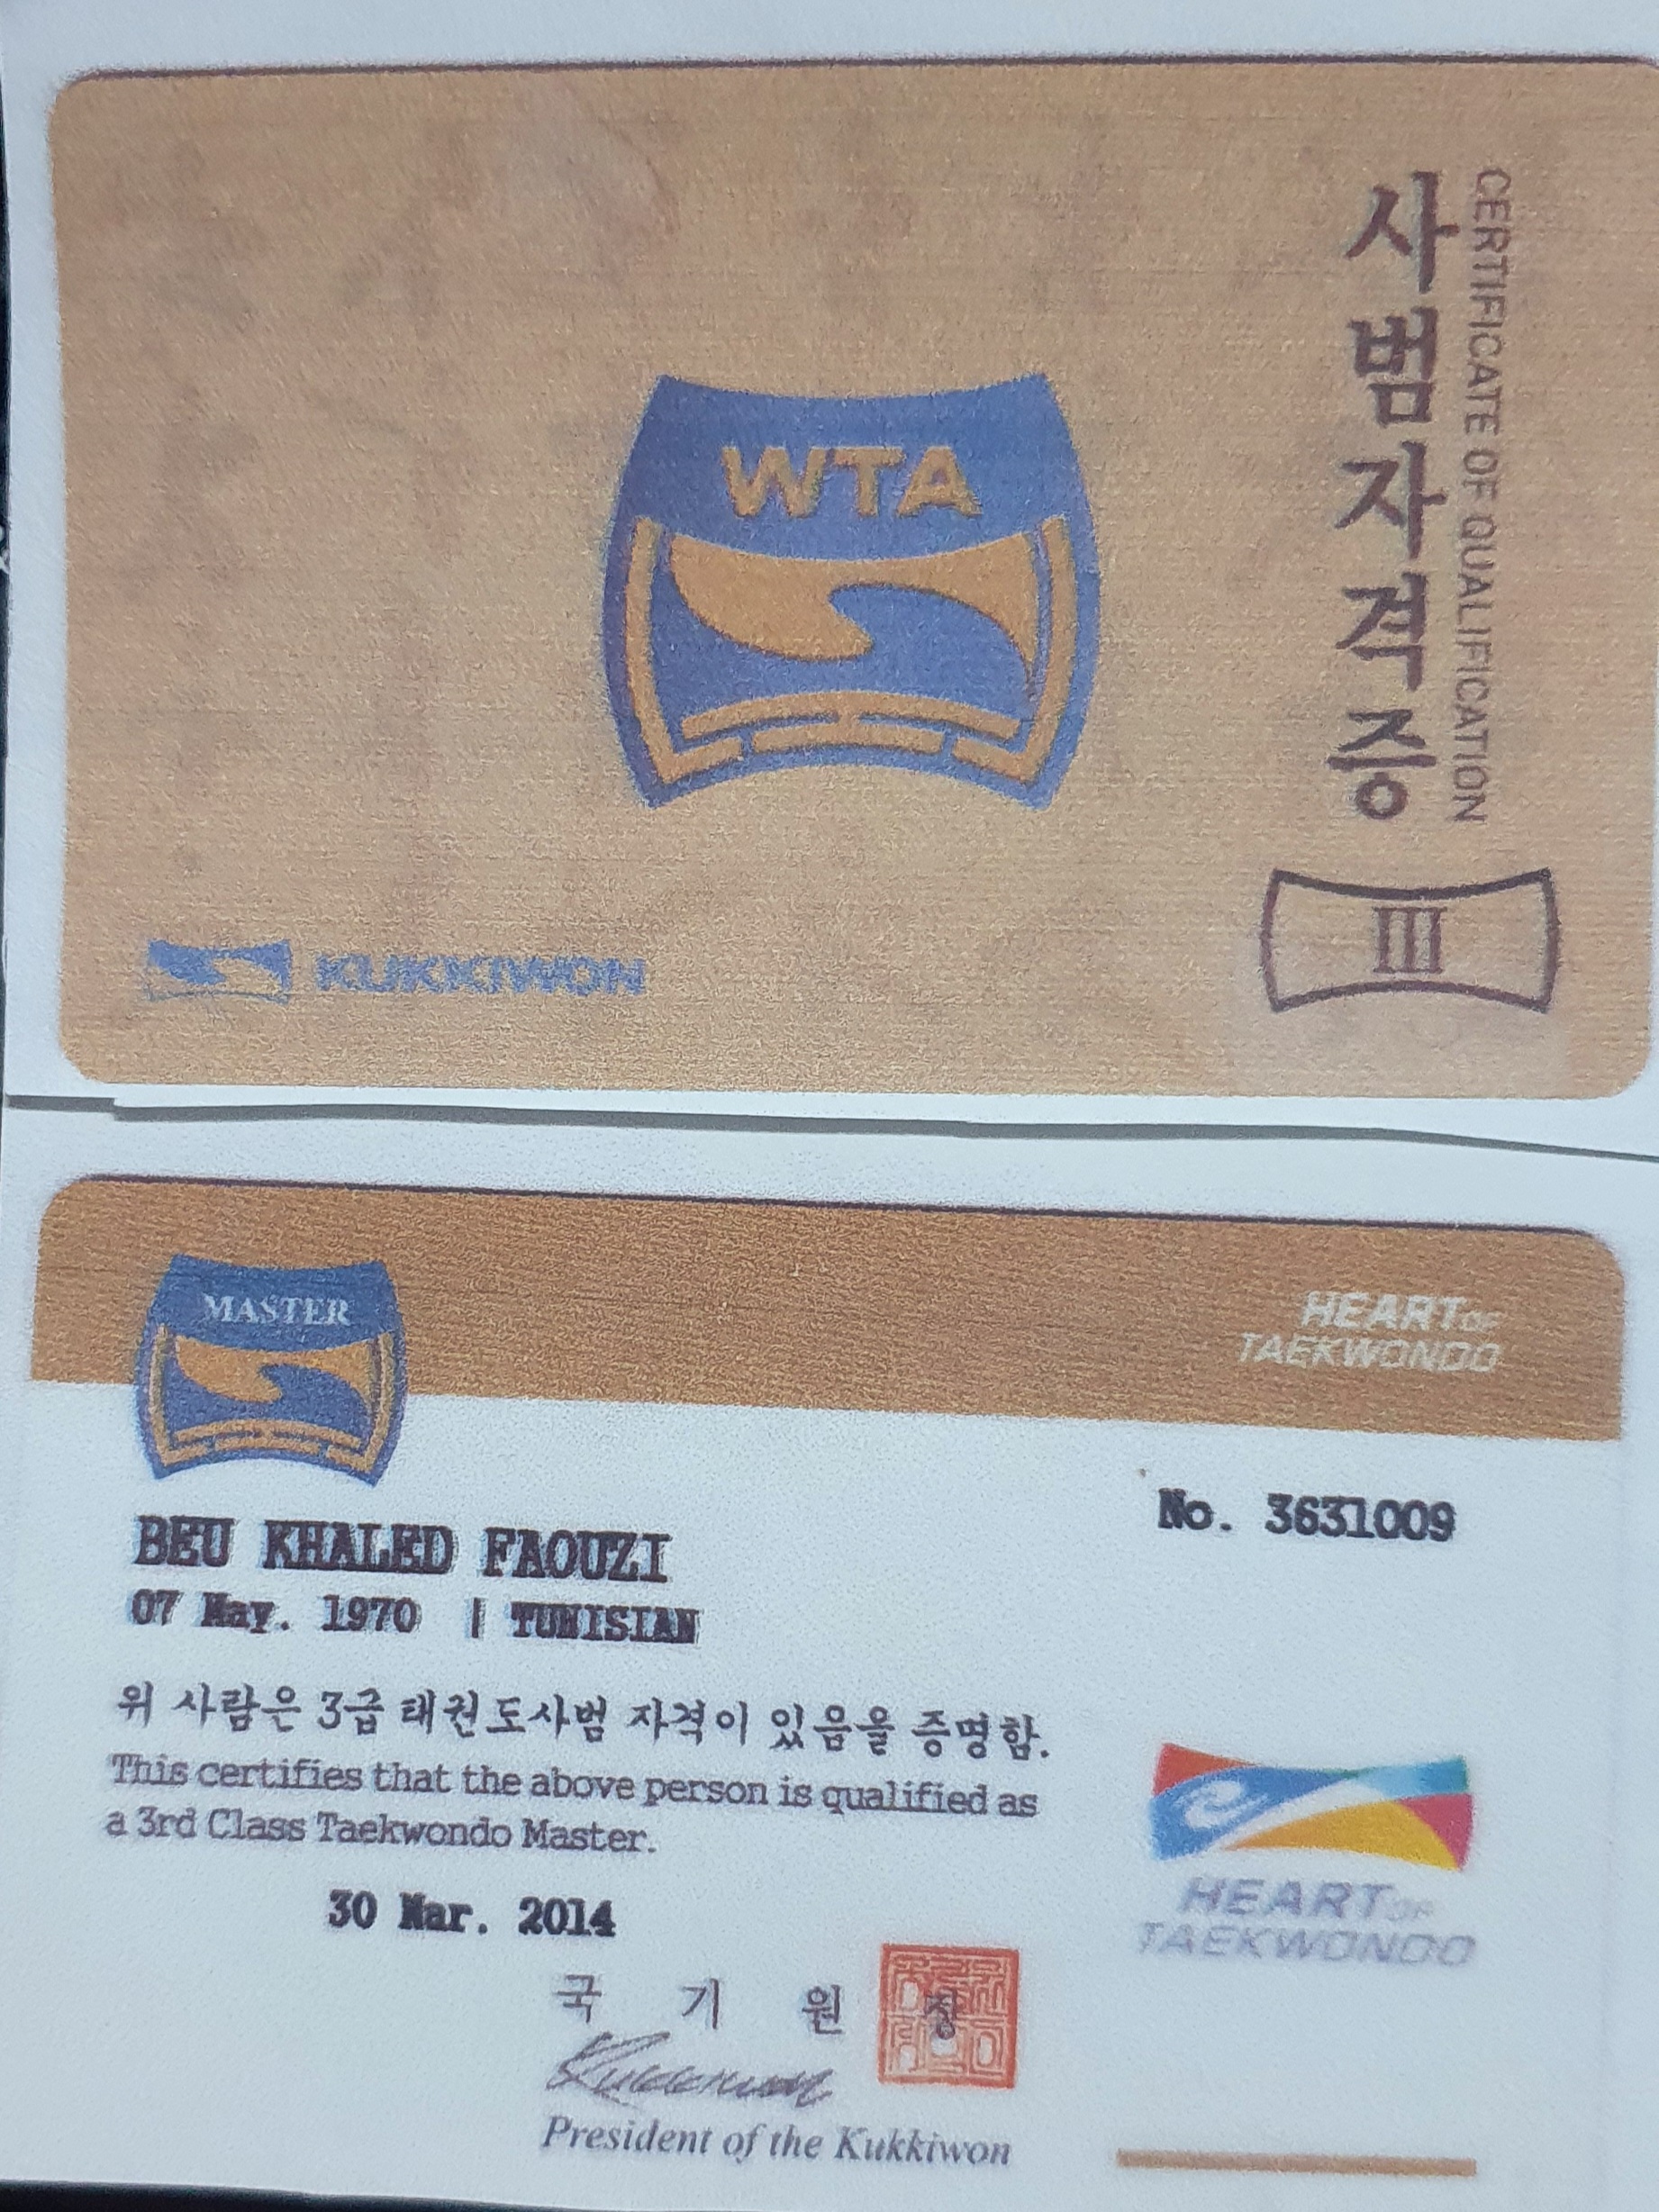 WTA
사범자격증
CERTIFICATE OF QUALIFICATION
III
KUKKIWON
MASTER
HEART OF
TAEKWONDO
No. 3631009
BEU KHALED FAOUZI
07 May. 1970 | TUNISIAN
위 사람은 3급 태권도사범 자격이 있음을 증명함.
This certifies that the above person is qualified as
a 3rd Class Taekwondo Master.
30 Mar. 2014
HEART OF
TAEKWONDO
국 기 원 장
President of the Kukkiwon